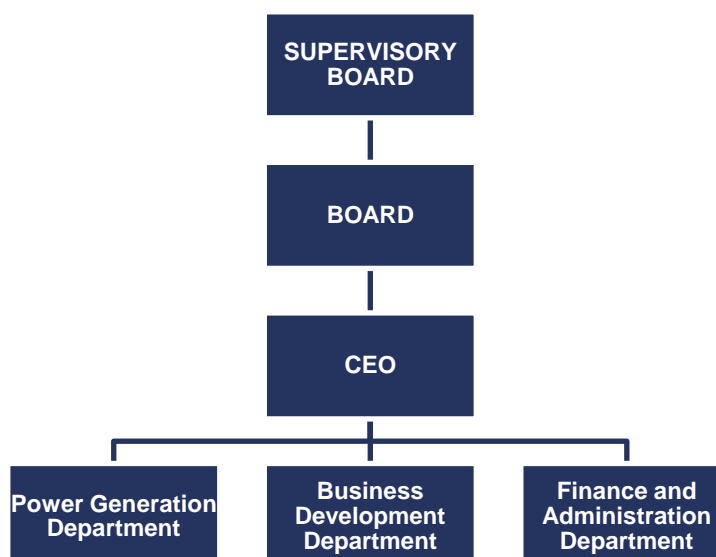 SUPERVISORY
BOARD
BOARD
CEO
Power Generation
Department
Business
Development
Department
Finance and
Administration
Department